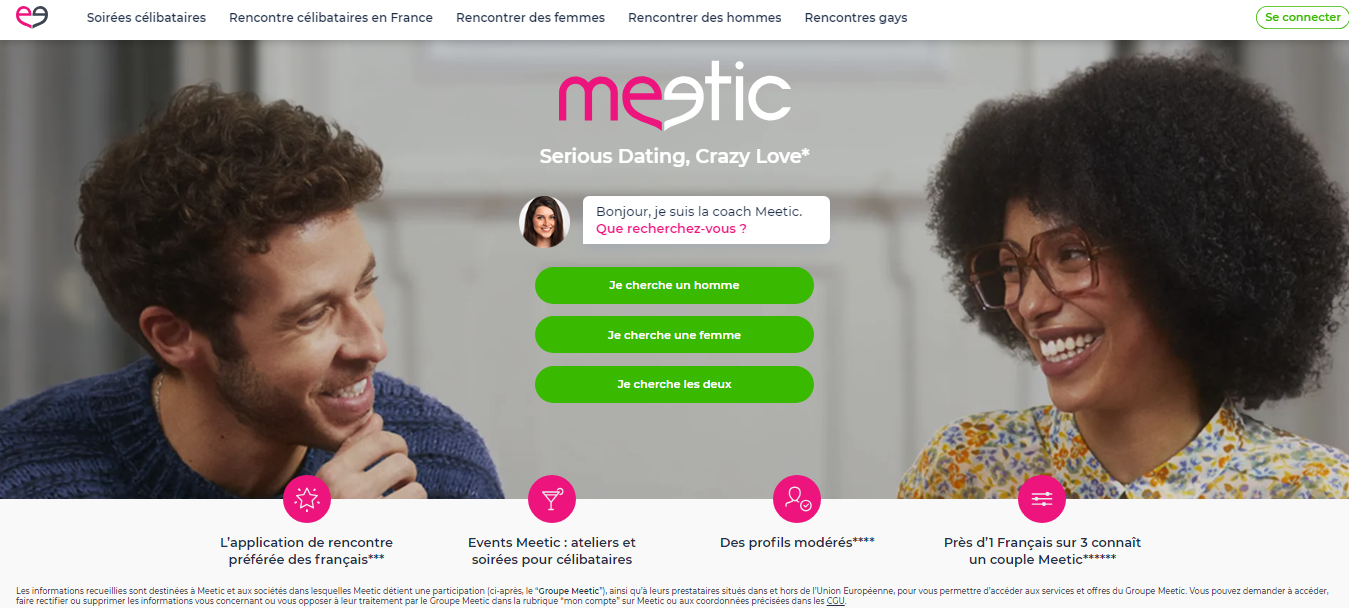 Soirées célibataires Rencontre célibataires en France Rencontrer des femmes Rencontrer des hommes Rencontres gays Se connecter
meetic
Serious Dating, Crazy Love*
Bonjour, je suis la coach Meetic.
Que recherchez-vous ?
Je cherche un homme
Je cherche une femme
Je cherche les deux
L'application de rencontre
préférée des français***
Events Meetic : ateliers et
soirées pour célibataires
Des profils modérés****
Près d'1 Français sur 3 connaît
un couple Meetic******
Les informations recueillies sont destinées à Meetic et aux sociétés dans lesquelles Meetic détient une participation (ci-après, le "Groupe Meetic"), ainsi qu'à leurs prestataires situés dans et hors de l'Union Européenne, pour vous permettre d'accéder aux services et offres du Groupe Meetic. Vous pouvez demander à accéder,
faire rectifier ou supprimer les informations vous concernant ou vous opposer à leur traitement par le Groupe Meetic dans la rubrique "mon compte" sur Meetic ou aux coordonnées précisées dans les CGU.